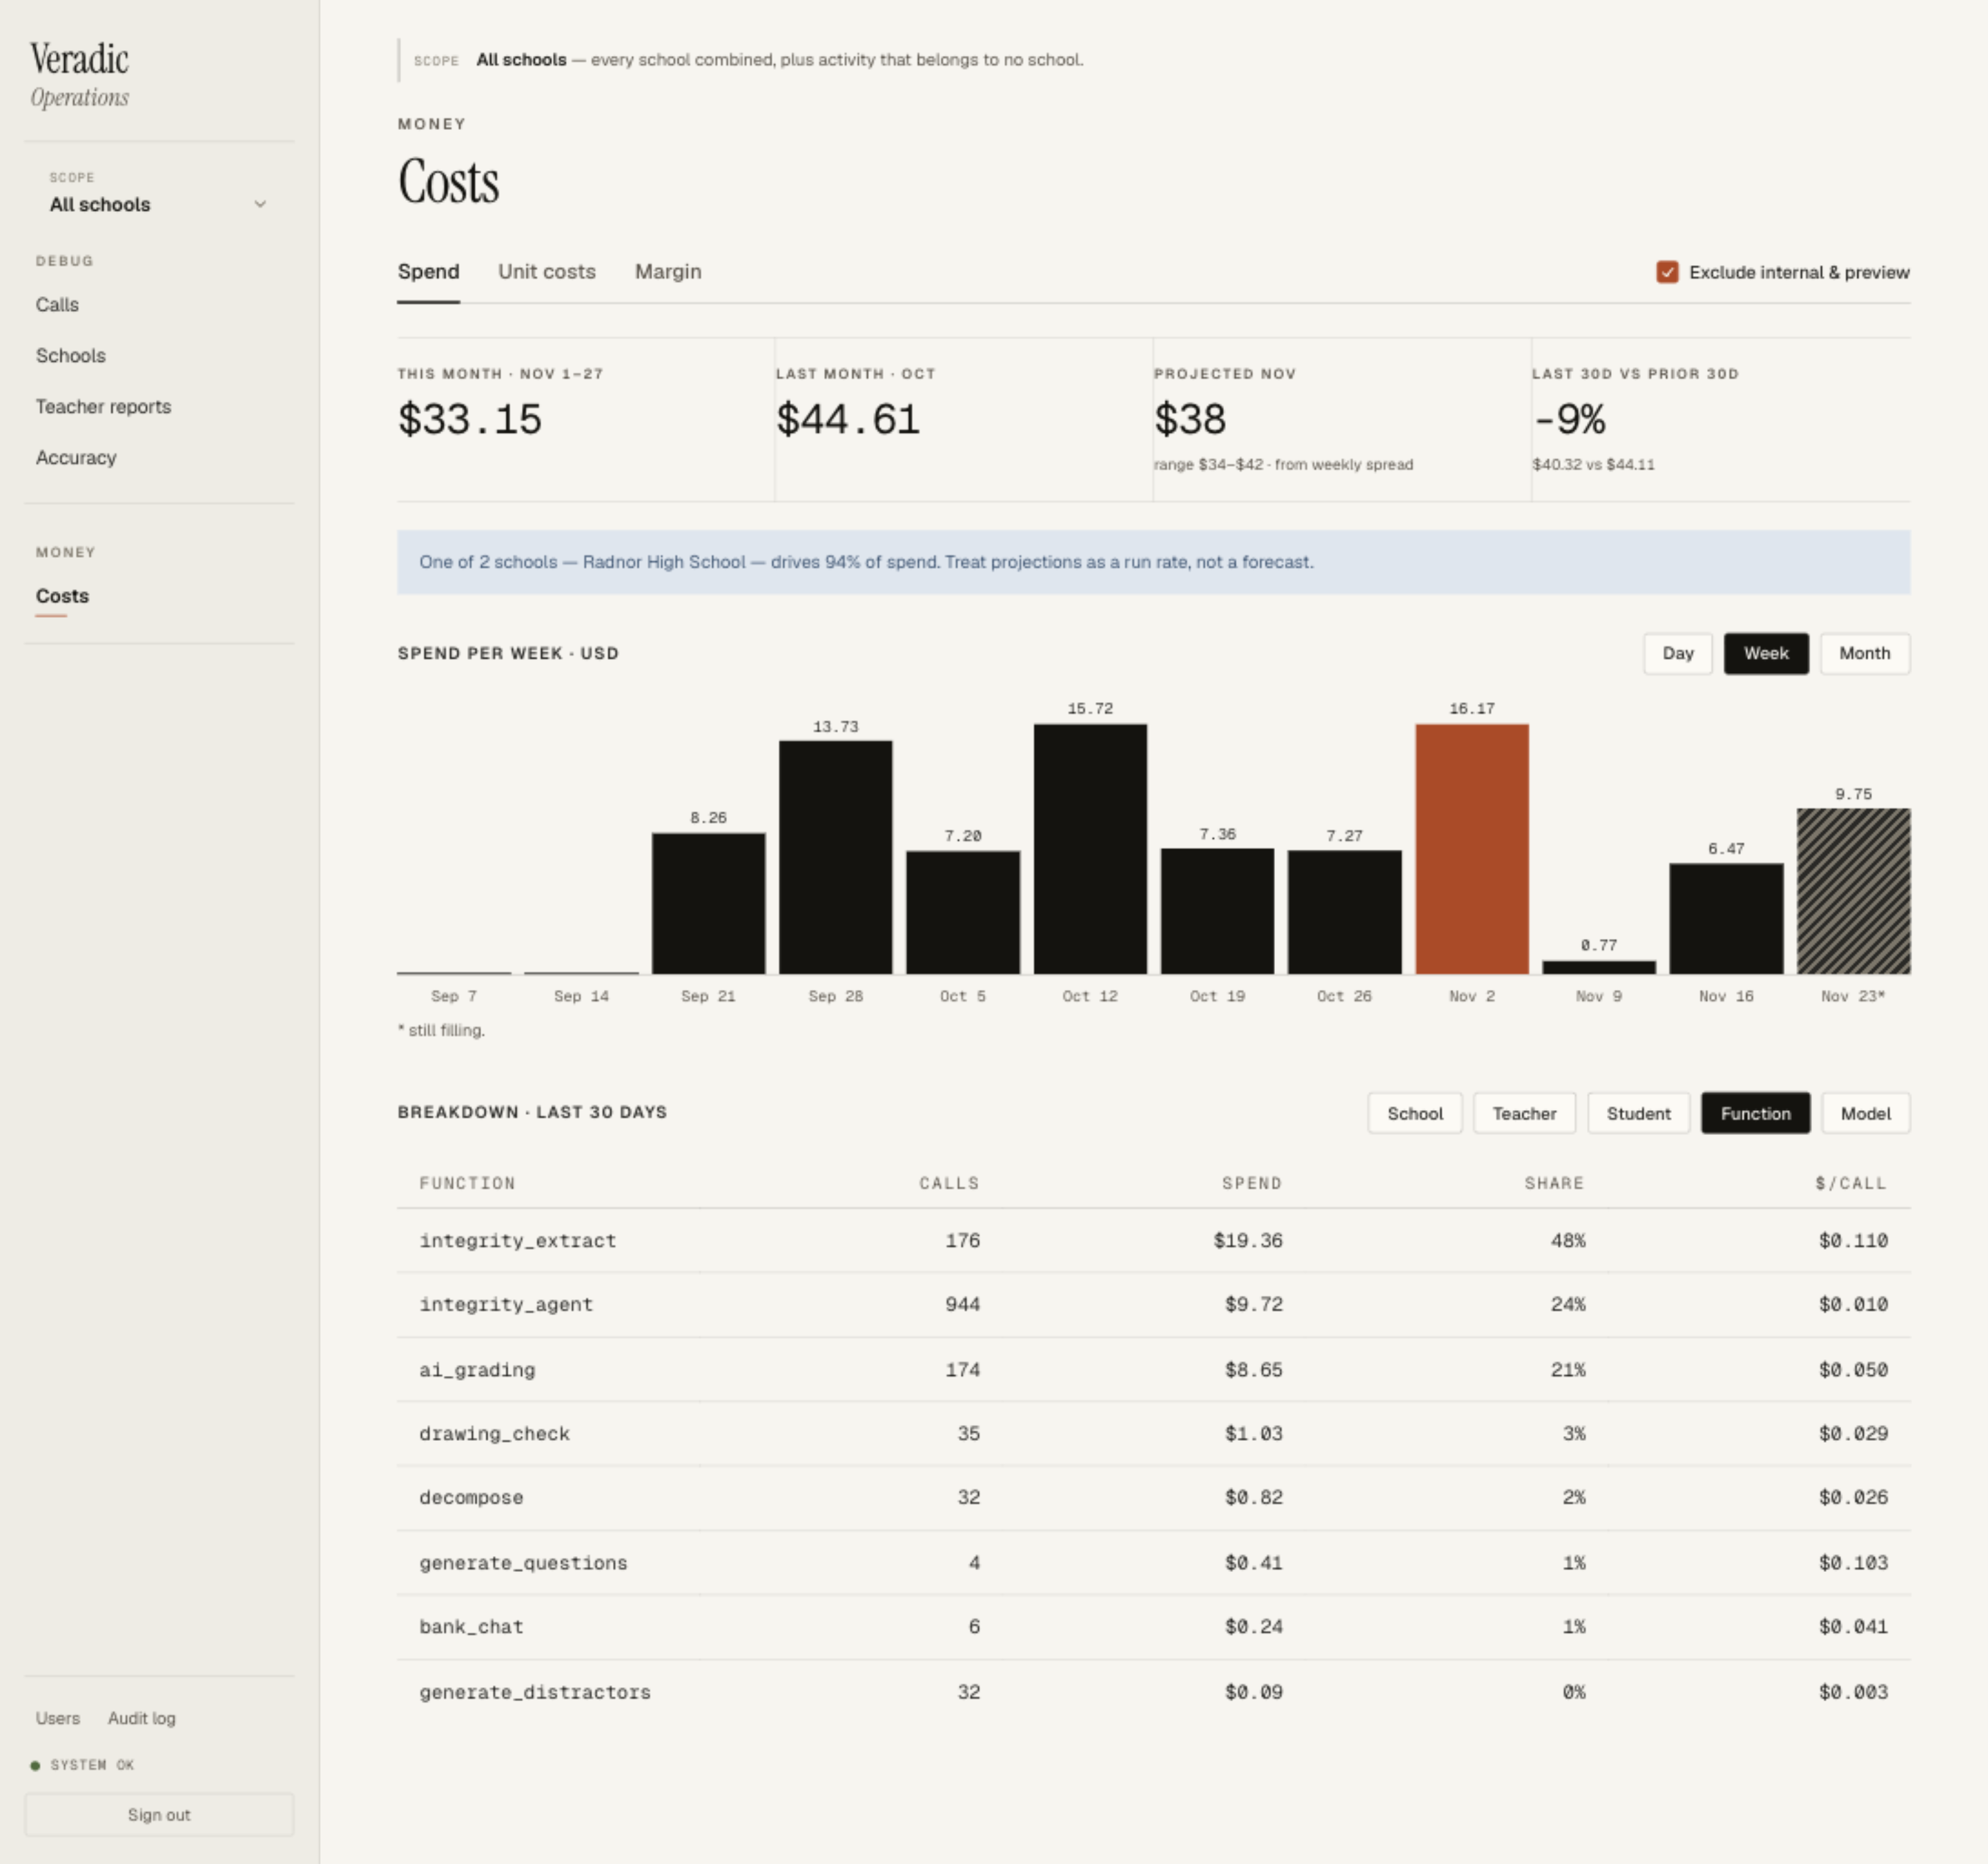 Veradic
Operations
SCOPE
All schools
DEBUG
Calls
Schools
Teacher reports
Accuracy
MONEY
Costs
Users Audit log
SYSTEM OK
Sign out
SCOPE All schools — every school combined, plus activity that belongs to no school.
MONEY
Costs
Spend Unit costs Margin Exclude internal & preview
THIS MONTH · NOV 1–27 LAST MONTH · OCT PROJECTED NOV LAST 30D VS PRIOR 30D
$33.15 $44.61 $38 -9%
range $34–$42 · from weekly spread $40.32 vs $44.11
One of 2 schools — Radnor High School — drives 94% of spend. Treat projections as a run rate, not a forecast.
SPEND PER WEEK · USD Day Week Month
8.26 13.73 7.20 15.72 7.36 7.27 16.17 0.77 6.47 9.75
Sep 7 Sep 14 Sep 21 Sep 28 Oct 5 Oct 12 Oct 19 Oct 26 Nov 2 Nov 9 Nov 16 Nov 23*
* still filling.
BREAKDOWN · LAST 30 DAYS School Teacher Student Function Model
FUNCTION CALLS SPEND SHARE $/CALL
integrity_extract 176 $19.36 48% $0.110
integrity_agent 944 $9.72 24% $0.010
ai_grading 174 $8.65 21% $0.050
drawing_check 35 $1.03 3% $0.029
decompose 32 $0.82 2% $0.026
generate_questions 4 $0.41 1% $0.103
bank_chat 6 $0.24 1% $0.041
generate_distractors 32 $0.09 0% $0.003